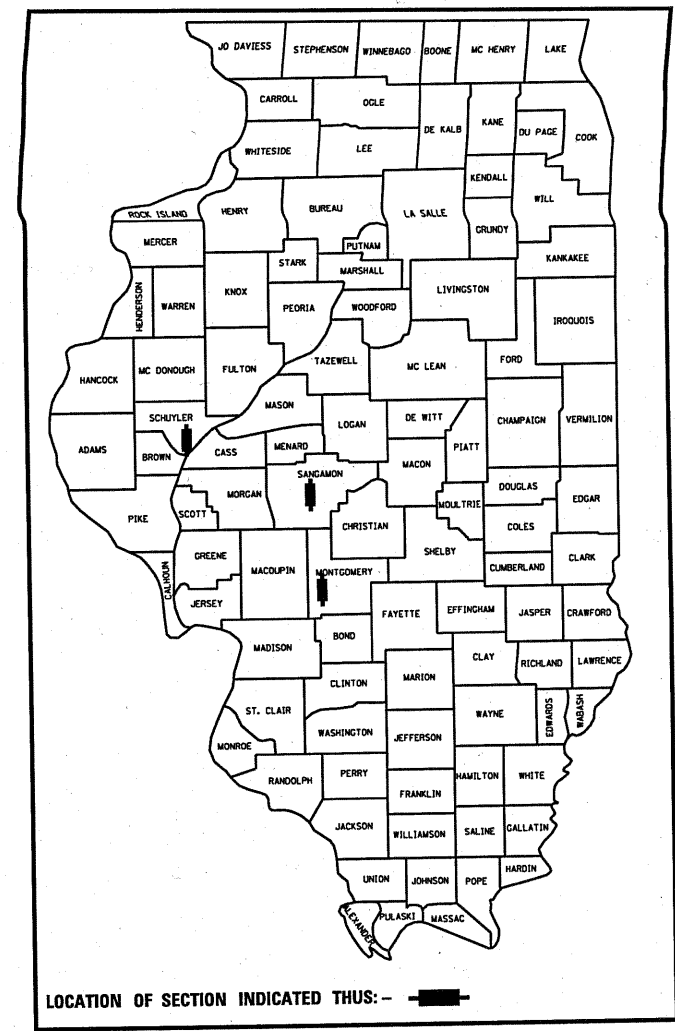 JO DAVIESS STEPHENSON WINNEBAGO BOONE MC HENRY LAKE
CARROLL OGLE DE KALB KANE DU PAGE COOK
WHITESIDE LEE
KENDALL WILL
ROCK ISLAND HENRY BUREAU LA SALLE GRUNDY
MERCER PUTNAM
STARK MARSHALL KANKAKEE
HENDERSON WARREN KNOX PEORIA WOODFORD LIVINGSTON IROQUOIS
HANCOCK MC DONOUGH FULTON TAZEWELL MC LEAN FORD
MASON
SCHUYLER LOGAN DE WITT CHAMPAIGN VERMILION
ADAMS BROWN CASS MENARD MACON PIATT
SANGAMON
PIKE SCOTT MORGAN CHRISTIAN MOULTRIE DOUGLAS EDGAR
COLES
GREENE MACOUPIN MONTGOMERY SHELBY CUMBERLAND CLARK
CALHOUN JERSEY
FAYETTE EFFINGHAM JASPER CRAWFORD
MADISON BOND
CLAY RICHLAND LAWRENCE
CLINTON MARION
ST. CLAIR WAYNE EDWARDS WABASH
WASHINGTON JEFFERSON
MONROE
RANDOLPH PERRY HAMILTON WHITE
FRANKLIN
JACKSON WILLIAMSON SALINE GALLATIN
UNION JOHNSON POPE HARDIN
ALEXANDER PULASKI MASSAC
LOCATION OF SECTION INDICATED THUS: –